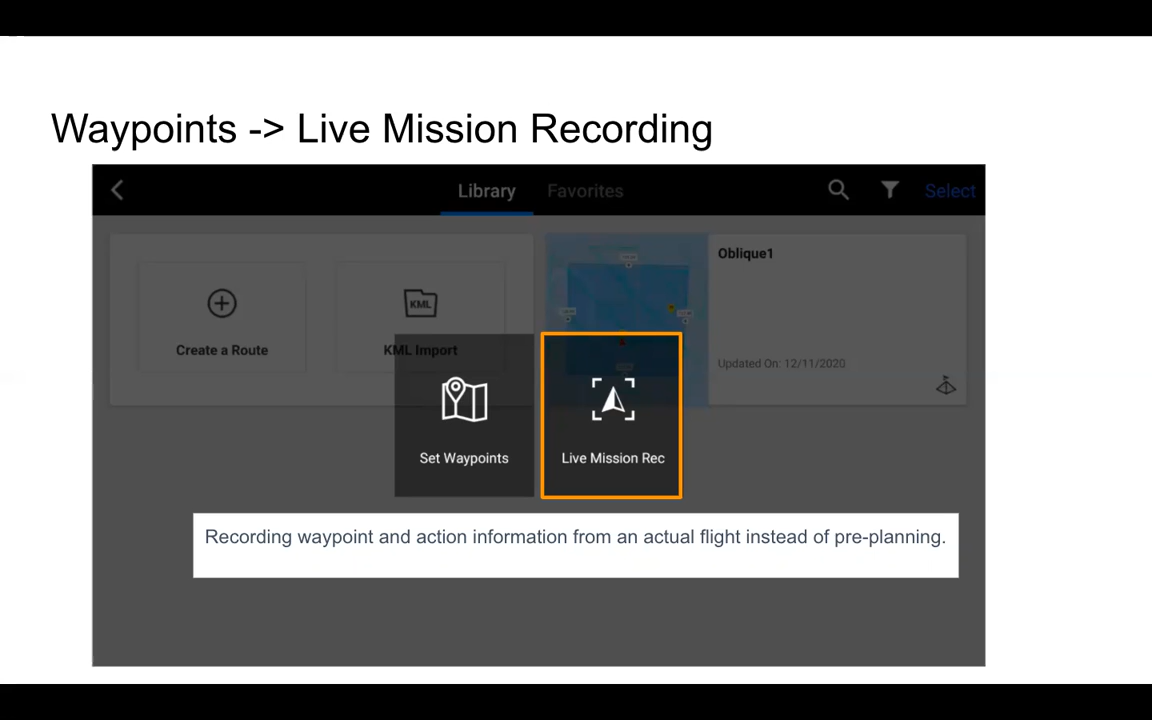 Waypoints -> Live Mission Recording
Library Favorites Select
Oblique1
KML
Create a Route KML Import
Updated On: 12/11/2020
Set Waypoints Live Mission Rec
Recording waypoint and action information from an actual flight instead of pre-planning.